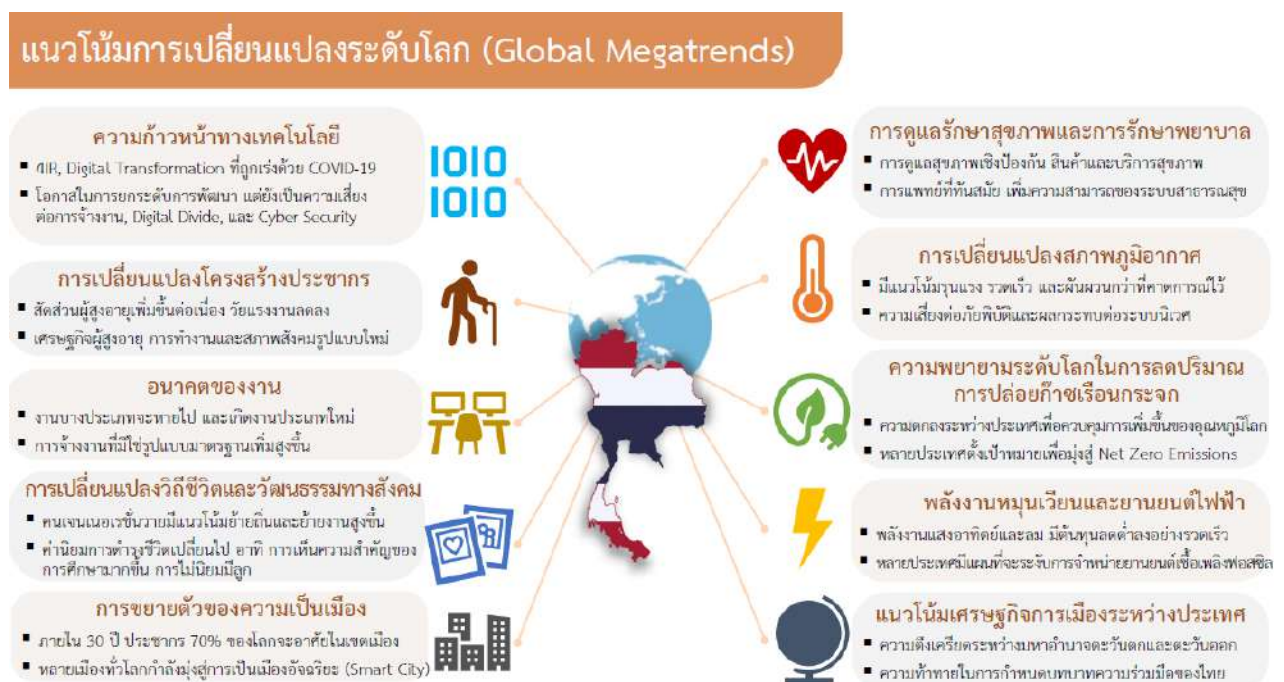 แนวโน้มการเปลี่ยนแปลงระดับโลก (Global Megatrends)
ความก้าวหน้าทางเทคโนโลยี
▪ 4IR, Digital Transformation ที่ถูกเร่งด้วย COVID-19
▪ โอกาสในการยกระดับการพัฒนา แต่ยังเป็นความเสี่ยง
ต่อการจ้างงาน, Digital Divide, และ Cyber Security
1010
1010
การเปลี่ยนแปลงโครงสร้างประชากร
▪ สัดส่วนผู้สูงอายุเพิ่มขึ้นต่อเนื่อง วัยแรงงานลดลง
▪ เศรษฐกิจผู้สูงอายุ การทำงานและสภาพสังคมรูปแบบใหม่
อนาคตของงาน
▪ งานบางประเภทจะหายไป และเกิดงานประเภทใหม่
▪ การจ้างงานที่มิใช่รูปแบบมาตรฐานเพิ่มสูงขึ้น
การเปลี่ยนแปลงวิถีชีวิตและวัฒนธรรมทางสังคม
▪ คนเจนเนอเรชั่นวายมีแนวโน้มย้ายถิ่นและย้ายงานสูงขึ้น
▪ ค่านิยมการดำรงชีวิตเปลี่ยนไป อาทิ การเห็นความสำคัญของ
การศึกษามากขึ้น การไม่นิยมมีลูก
การขยายตัวของความเป็นเมือง
▪ ภายใน 30 ปี ประชากร 70% ของโลกจะอาศัยในเขตเมือง
▪ หลายเมืองทั่วโลกกำลังมุ่งสู่การเป็นเมืองอัจฉริยะ (Smart City)
การดูแลรักษาสุขภาพและการรักษาพยาบาล
▪ การดูแลสุขภาพเชิงป้องกัน สินค้าและบริการสุขภาพ
▪ การแพทย์ที่ทันสมัย เพิ่มความสามารถของระบบสาธารณสุข
การเปลี่ยนแปลงสภาพภูมิอากาศ
▪ มีแนวโน้มรุนแรง รวดเร็ว และผันผวนกว่าที่คาดการณ์ไว้
▪ ความเสี่ยงต่อภัยพิบัติและผลกระทบต่อระบบนิเวศ
ความพยายามระดับโลกในการลดปริมาณ
การปล่อยก๊าซเรือนกระจก
▪ ความตกลงระหว่างประเทศเพื่อควบคุมการเพิ่มขึ้นของอุณหภูมิโลก
▪ หลายประเทศตั้งเป้าหมายเพื่อมุ่งสู่ Net Zero Emissions
พลังงานหมุนเวียนและยานยนต์ไฟฟ้า
▪ พลังงานแสงอาทิตย์และลม มีต้นทุนลดต่ำลงอย่างรวดเร็ว
▪ หลายประเทศมีแผนที่จะระงับการจำหน่ายยานยนต์เชื้อเพลิงฟอสซิล
แนวโน้มเศรษฐกิจการเมืองระหว่างประเทศ
▪ ความตึงเครียดระหว่างมหาอำนาจตะวันตกและตะวันออก
▪ ความท้าทายในการกำหนดบทบาทความร่วมมือของไทย